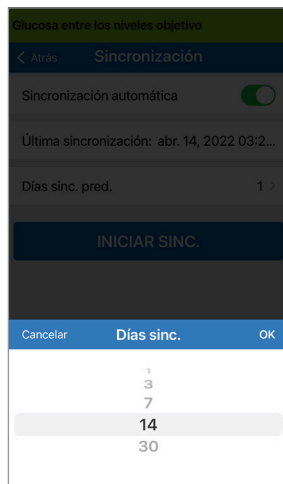 Glucosa entre los niveles objetivo
Atrás Sincronización
Sincronización automática
Última sincronización: abr. 14, 2022 03:2...
Días sinc. pred. 1
INICIAR SINC.
Cancelar Días sinc. OK
1
3
7
14
30